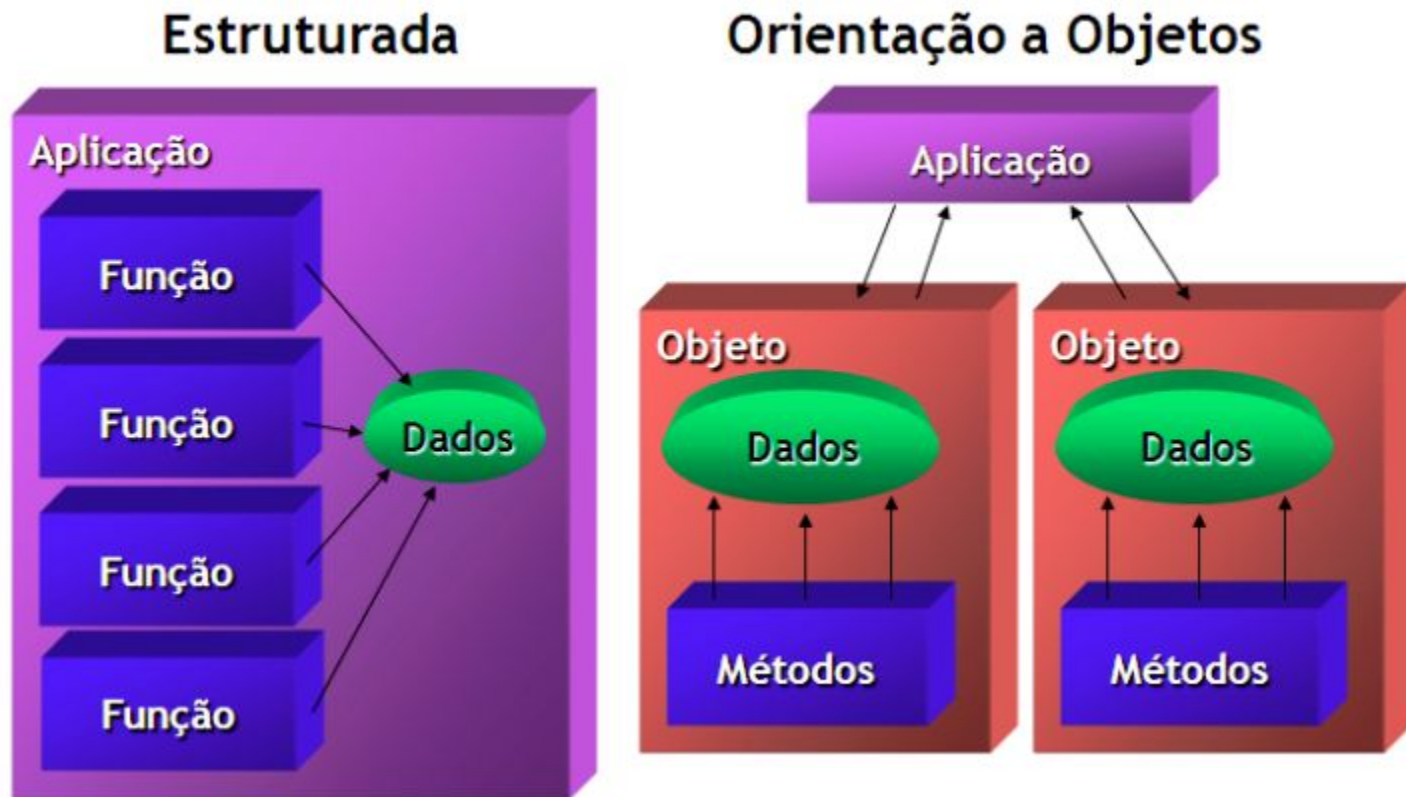 Estruturada
Aplicação
Função
Função
Função
Função
Dados
Orientação a Objetos
Aplicação
Objeto
Dados
Métodos
Objeto
Dados
Métodos